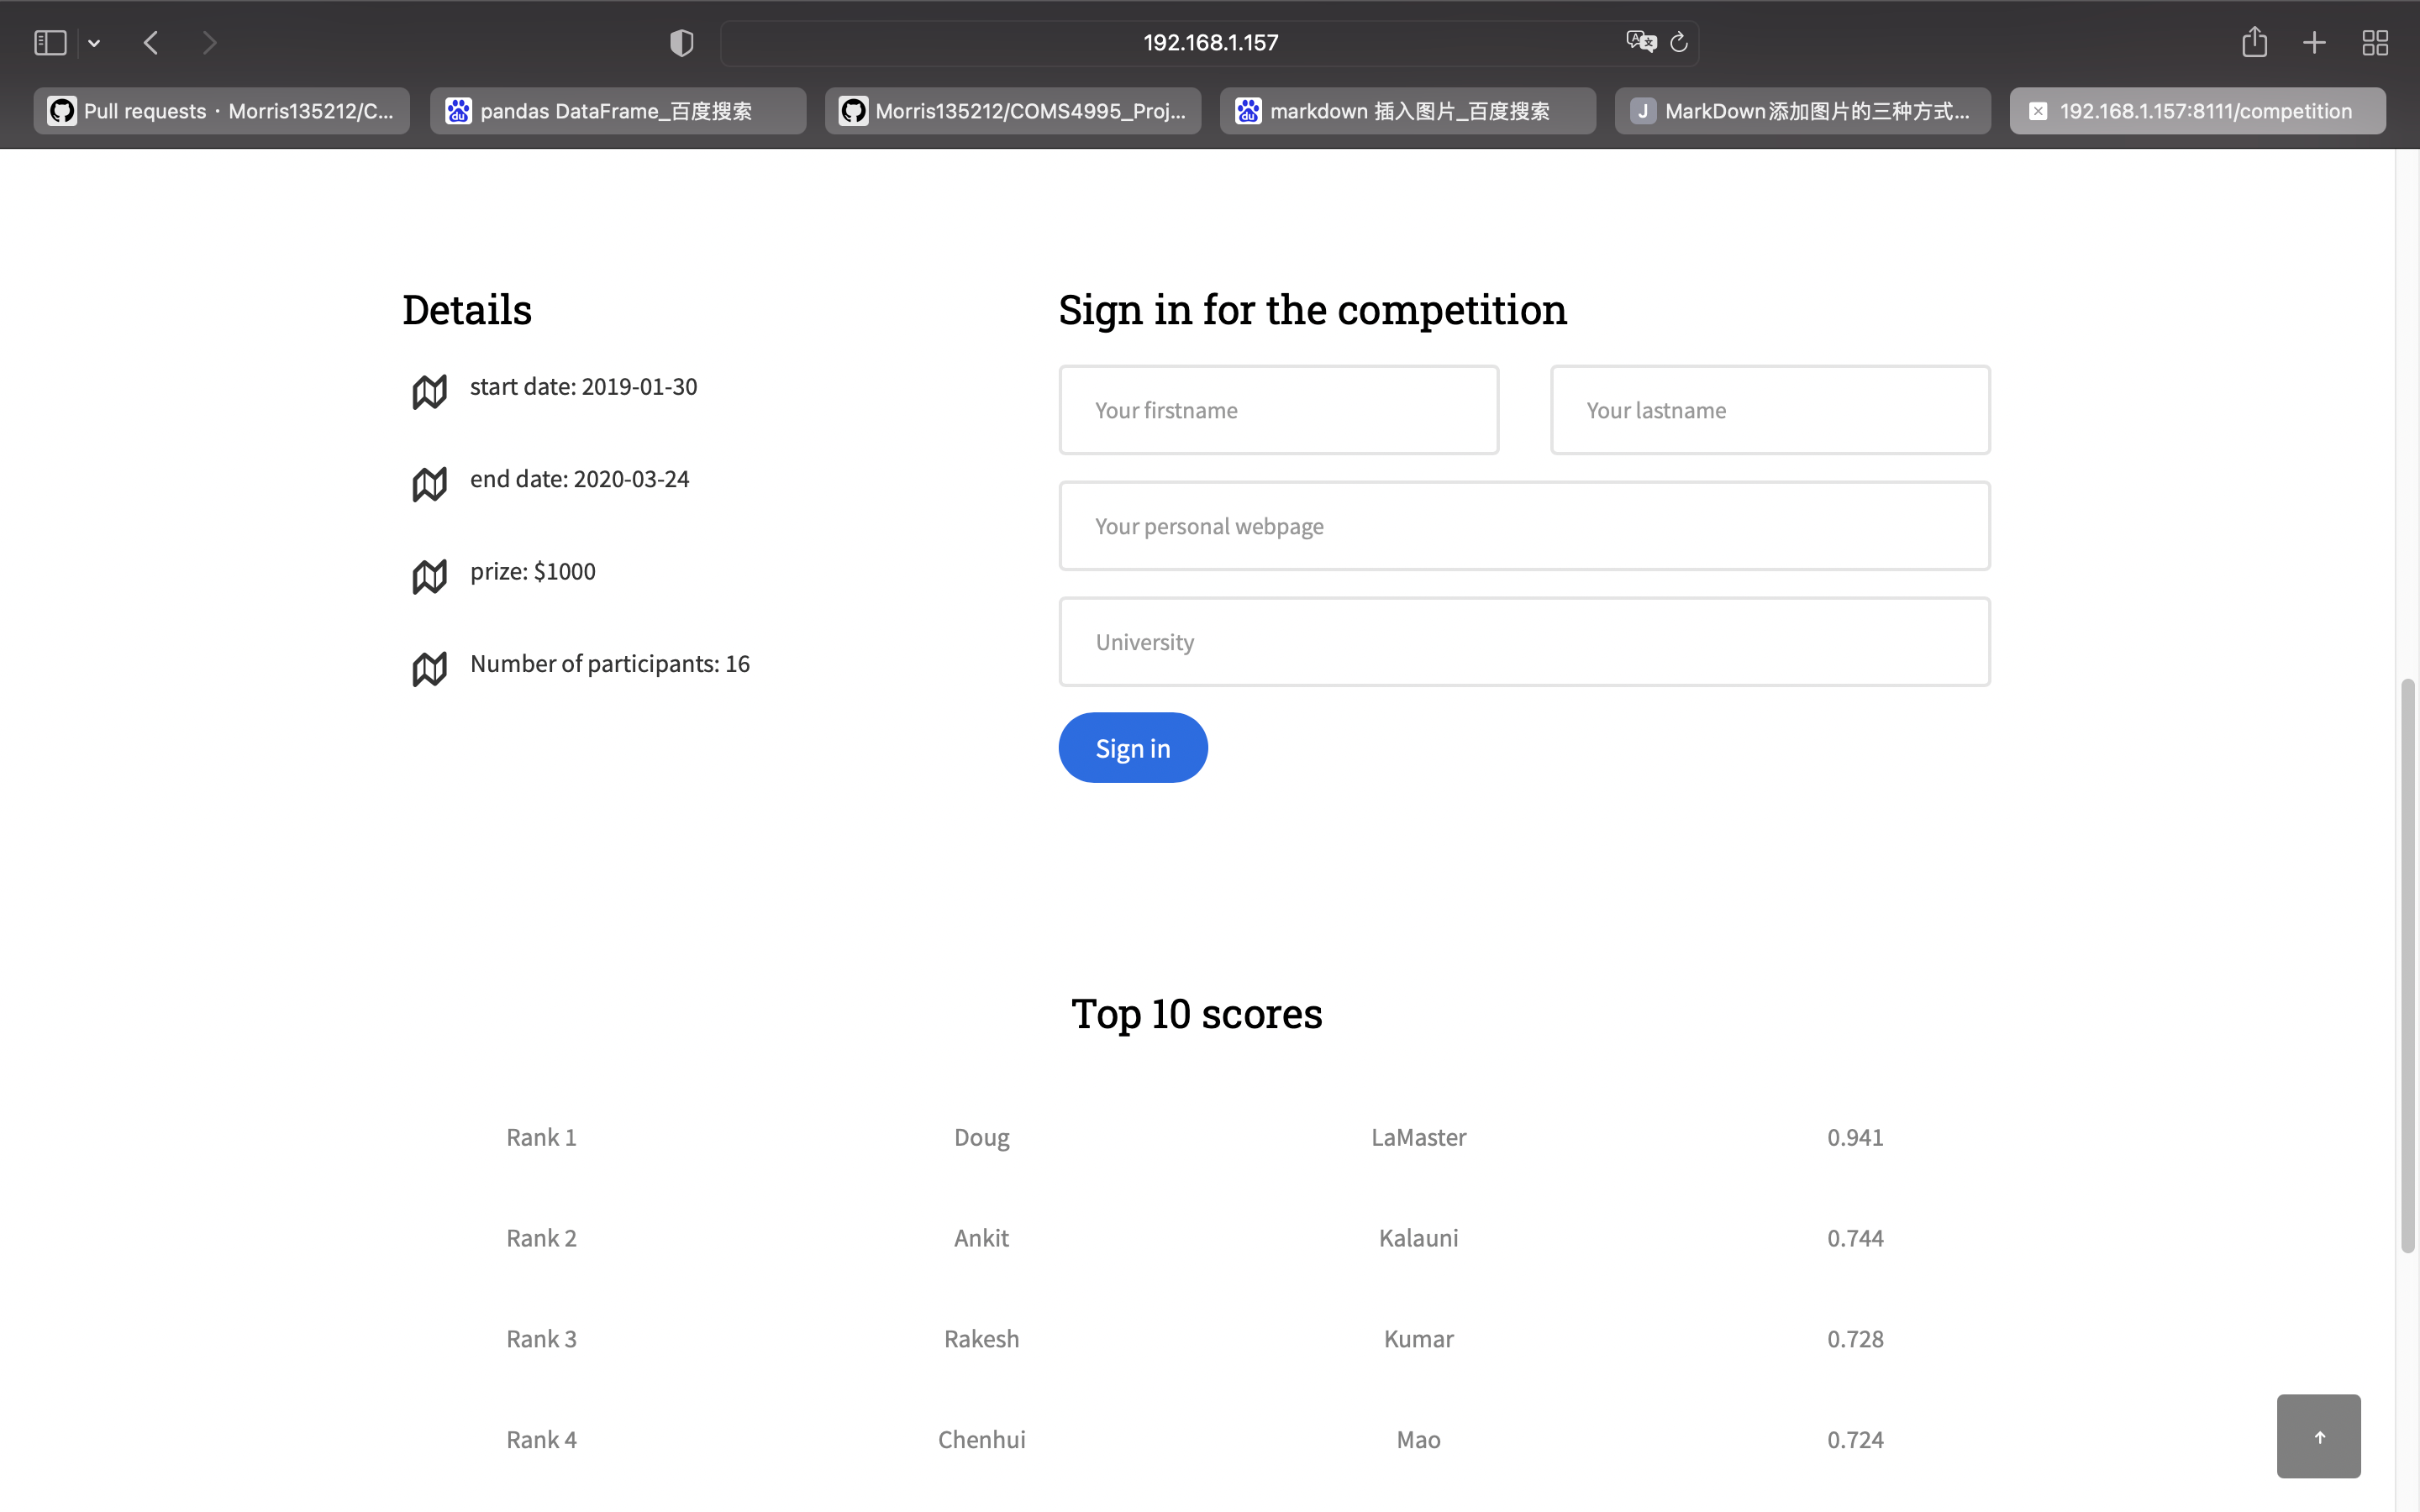 192.168.1.157
Pull requests · Morris135212/C...
pandas DataFrame_百度搜索
Morris135212/COMS4995_Proj...
markdown 插入图片_百度搜索
J MarkDown添加图片的三种方式...
192.168.1.157:8111/competition
Details
start date: 2019-01-30
end date: 2020-03-24
prize: $1000
Number of participants: 16
Sign in for the competition
Your firstname
Your lastname
Your personal webpage
University
Sign in
Top 10 scores
Rank 1 Doug LaMaster 0.941
Rank 2 Ankit Kalauni 0.744
Rank 3 Rakesh Kumar 0.728
Rank 4 Chenhui Mao 0.724